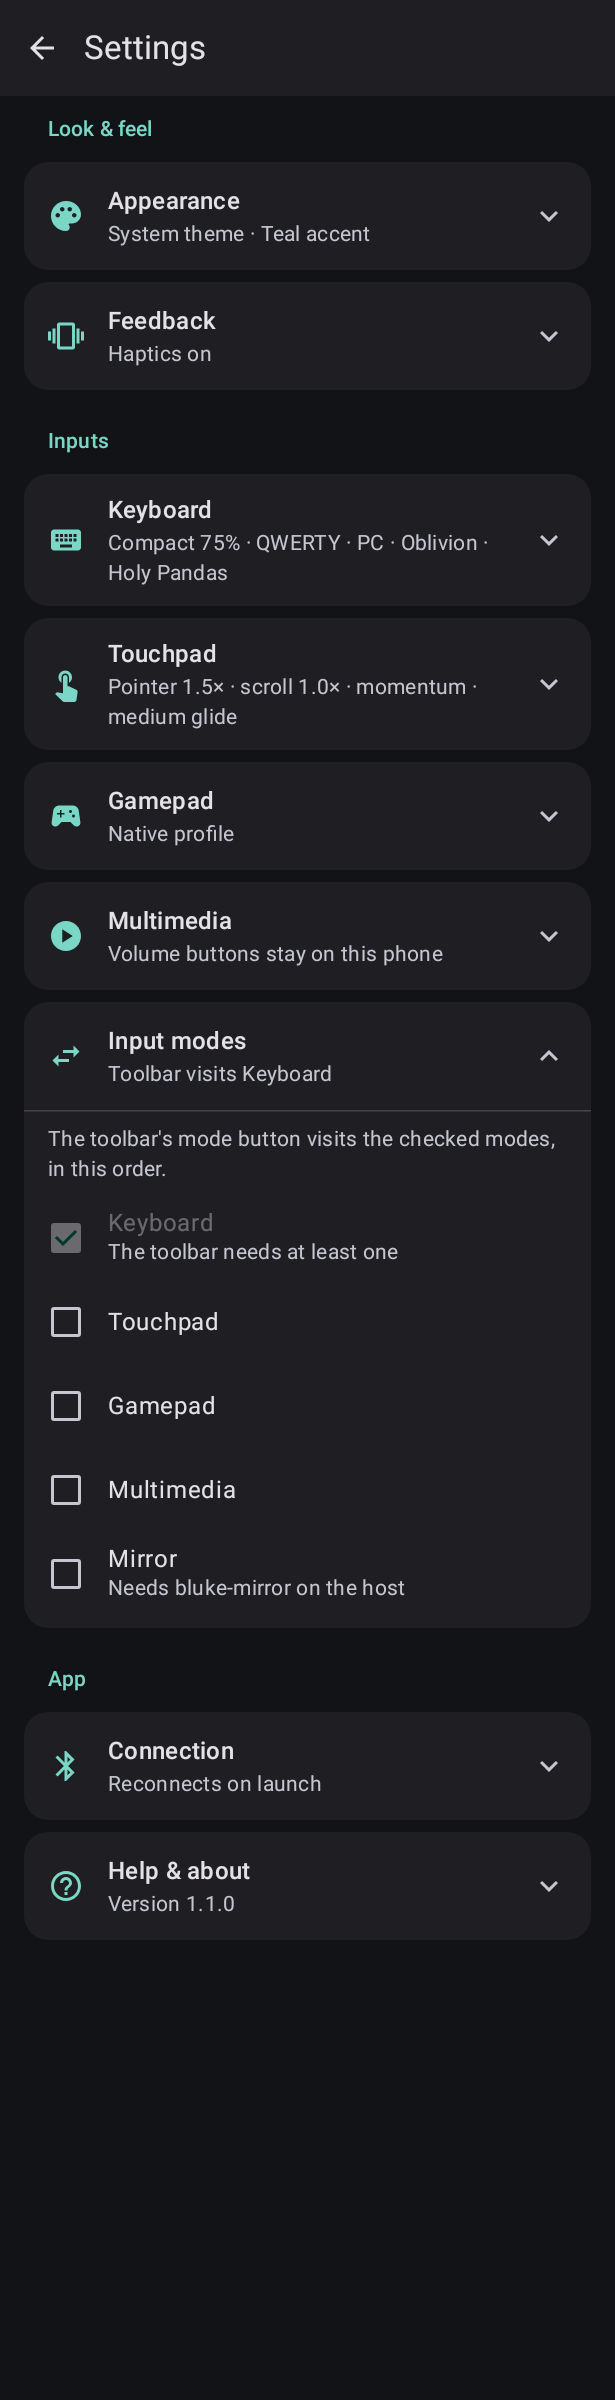 Settings
Look & feel
Appearance
System theme · Teal accent
Feedback
Haptics on
Inputs
Keyboard
Compact 75% · QWERTY · PC · Oblivion ·
Holy Pandas
Touchpad
Pointer 1.5× · scroll 1.0× · momentum ·
medium glide
Gamepad
Native profile
Multimedia
Volume buttons stay on this phone
Input modes
Toolbar visits Keyboard
The toolbar's mode button visits the checked modes,
in this order.
Keyboard
The toolbar needs at least one
Touchpad
Gamepad
Multimedia
Mirror
Needs bluke-mirror on the host
App
Connection
Reconnects on launch
Help & about
Version 1.1.0